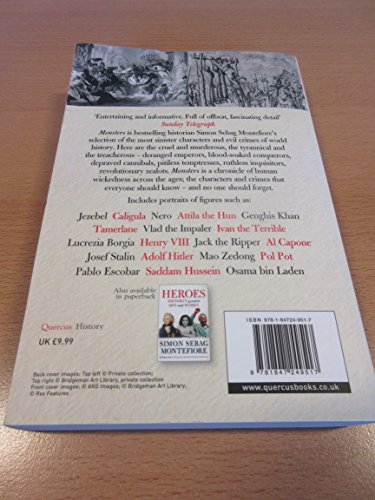 'Entertaining and informative. Full of offbeat, fascinating detail'
Sunday Telegraph
Monsters is bestselling historian Simon Sebag Montefiore's
selection of the most sinister characters and evil crimes of world
history. Here are the cruel and murderous, the tyrannical and
the treacherous – deranged emperors, blood-soaked conquerors,
depraved cannibals, pitiless temptresses, ruthless inquisitors,
revolutionary zealots. Monsters is a chronicle of human
wickedness across the ages; the characters and crimes that
everyone should know – and no one should forget.
Includes portraits of figures such as:
Jezebel Caligula Nero Attila the Hun Genghis Khan
Tamerlane Vlad the Impaler Ivan the Terrible
Lucrezia Borgia Henry VIII Jack the Ripper Al Capone
Josef Stalin Adolf Hitler Mao Zedong Pol Pot
Pablo Escobar Saddam Hussein Osama bin Laden
Also available
in paperback
HEROES
HISTORY'S greatest
MEN and WOMEN
SIMON SEBAG
MONTEFIORE
Quercus History
UK £9.99
ISBN 978-1-84724-951-7
9 781847 249517
www.quercusbooks.co.uk
Back cover images: Top left © Private collection;
Top right © Bridgeman Art Library, private collection
Front cover images: © AKG images; © Bridgeman Art Library,
© Rex Features